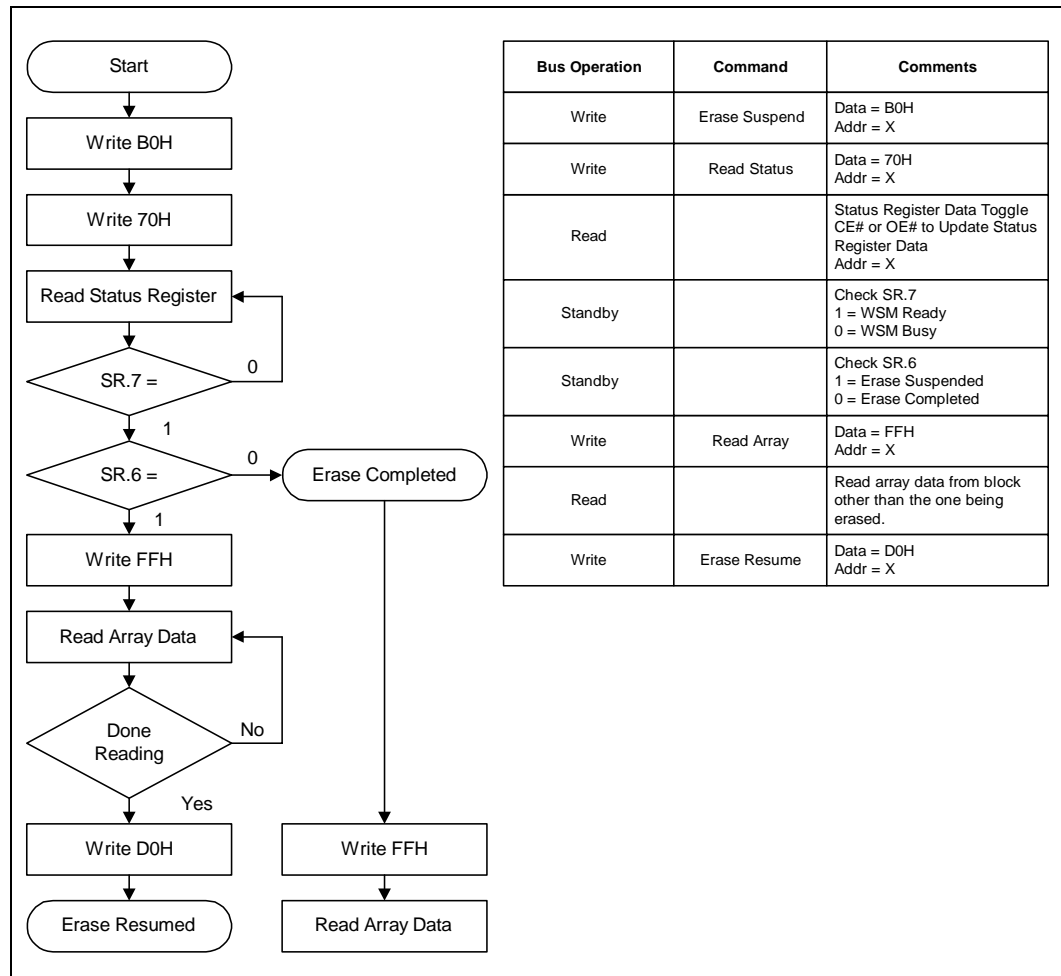 Start
Write B0H
Write 70H
Read Status Register
SR.7 =
0
1
SR.6 =
0
Erase Completed
1
Write FFH
Read Array Data
Done
Reading
No
Yes
Write D0H
Write FFH
Erase Resumed
Read Array Data
Bus Operation Command Comments
Write Erase Suspend Data = B0H
Addr = X
Write Read Status Data = 70H
Addr = X
Read Status Register Data Toggle
CE# or OE# to Update Status
Register Data
Addr = X
Standby Check SR.7
1 = WSM Ready
0 = WSM Busy
Standby Check SR.6
1 = Erase Suspended
0 = Erase Completed
Write Read Array Data = FFH
Addr = X
Read Read array data from block
other than the one being
erased.
Write Erase Resume Data = D0H
Addr = X